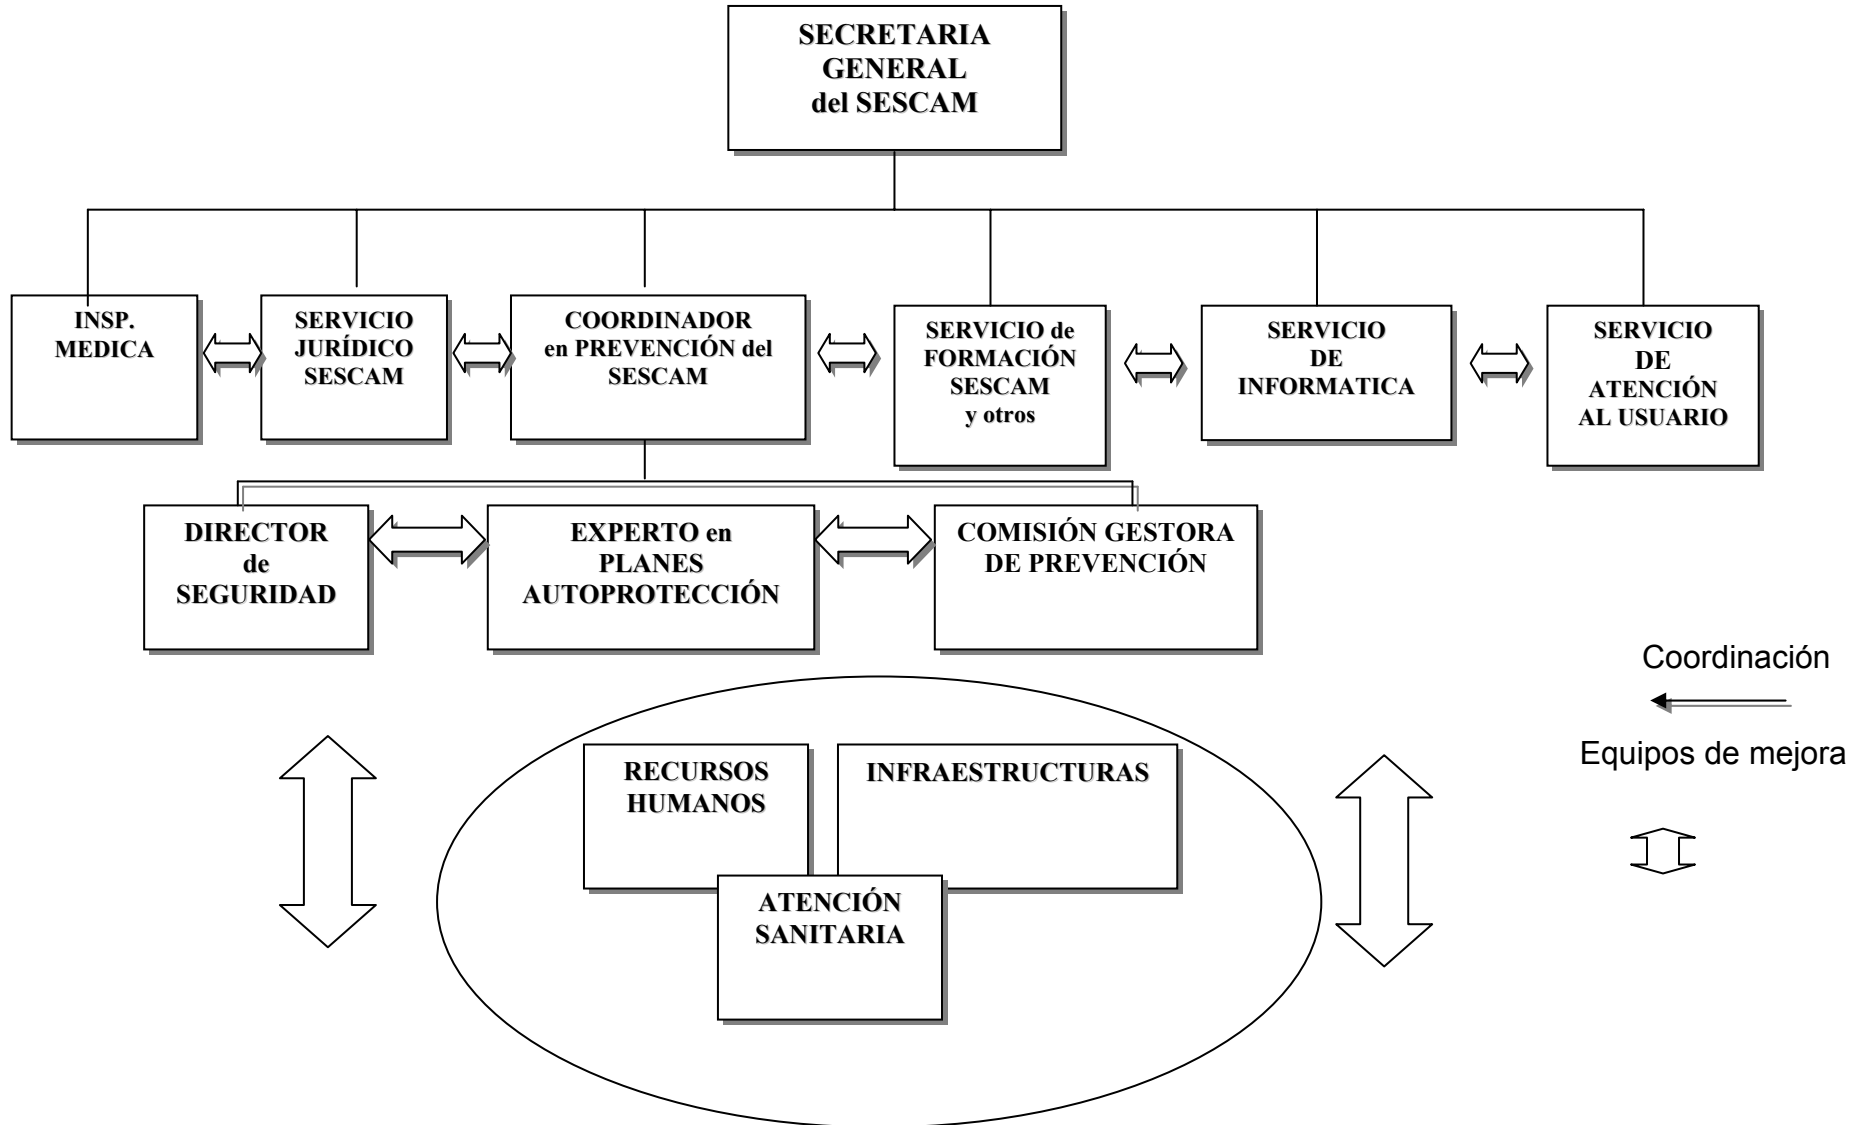 SECRETARIA
GENERAL
del SESCAM
INSP.
MEDICA
SERVICIO
JURÍDICO
SESCAM
COORDINADOR
en PREVENCIÓN del
SESCAM
SERVICIO de
FORMACIÓN
SESCAM
y otros
SERVICIO
DE
INFORMATICA
SERVICIO
DE
ATENCIÓN
AL USUARIO
DIRECTOR
de
SEGURIDAD
EXPERTO en
PLANES
AUTOPROTECCIÓN
COMISIÓN GESTORA
DE PREVENCIÓN
Coordinación
Equipos de mejora
RECURSOS
HUMANOS
INFRAESTRUCTURAS
ATENCIÓN
SANITARIA